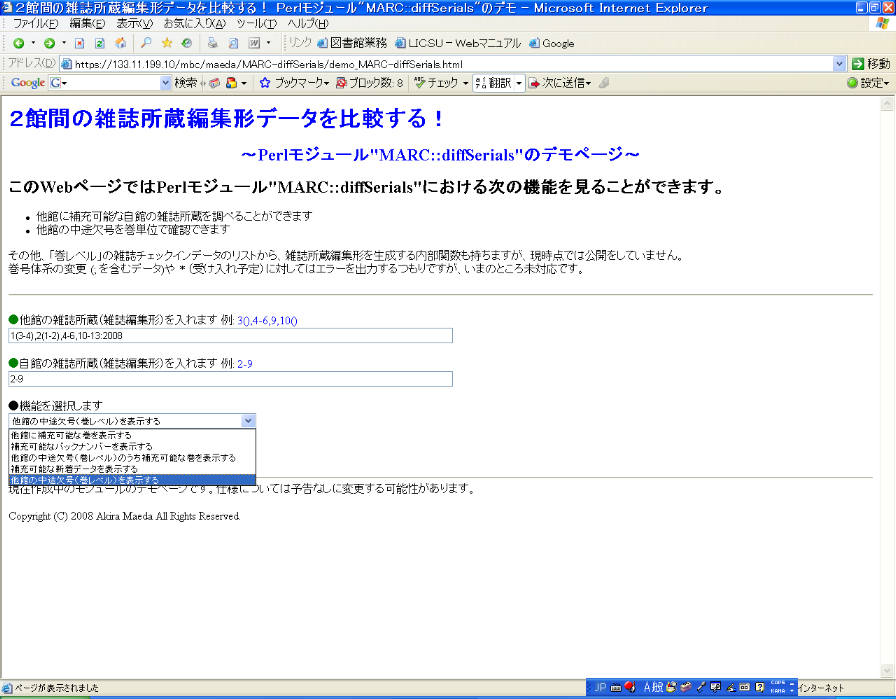 ２館間の雑誌所蔵編集形データを比較する！ Perlモジュール"MARC::diffSerials"のデモ - Microsoft Internet Explorer
ファイル(F) 編集(E) 表示(V) お気に入り(A) ツール(T) ヘルプ(H)
リンク 図書館業務 LICSU－Webマニュアル Google
アドレス(D) https://133.11.199.10/mbc/maeda/MARC-diffSerials/demo_MARC-diffSerials.html 移動
Google G 検索 ブックマーク ブロック数: 8 チェック 翻訳 次に送信 設定
２館間の雑誌所蔵編集形データを比較する！
～Perlモジュール"MARC::diffSerials"のデモページ～
このWebページではPerlモジュール"MARC::diffSerials"における次の機能を見ることができます。
• 他館に補充可能な自館の雑誌所蔵を調べることができます
• 他館の中途欠号を巻単位で確認できます
その他、「巻レベル」の雑誌チェックインデータのリストから、雑誌所蔵編集形を生成する内部関数も持ちますが、現時点では公開をしていません。
巻号体系の変更 (; を含むデータ)や * (受け入れ予定) に対してはエラーを出力するつもりですが、いまのところ未対応です。
●他館の雑誌所蔵(雑誌編集形)を入れます 例: 3(),4-6,9,10()
1(3-4),2(1-2),4-6,10-13:2008
●自館の雑誌所蔵(雑誌編集形)を入れます 例: 2-9
2-9
●機能を選択します
他館の中途欠号(巻レベル)を表示する
他館に補充可能な巻を表示する
補充可能なバックナンバーを表示する
他館の中途欠号(巻レベル)のうち補充可能な巻を表示する
補充可能な新着データを表示する
他館の中途欠号(巻レベル)を表示する
現在作成中のモジュールのデモページです。仕様については予告なしに変更する可能性があります。
Copyright (C) 2008 Akira Maeda All Rights Reserved.
ページが表示されました
JP A 般 CAPS KANA インターネット